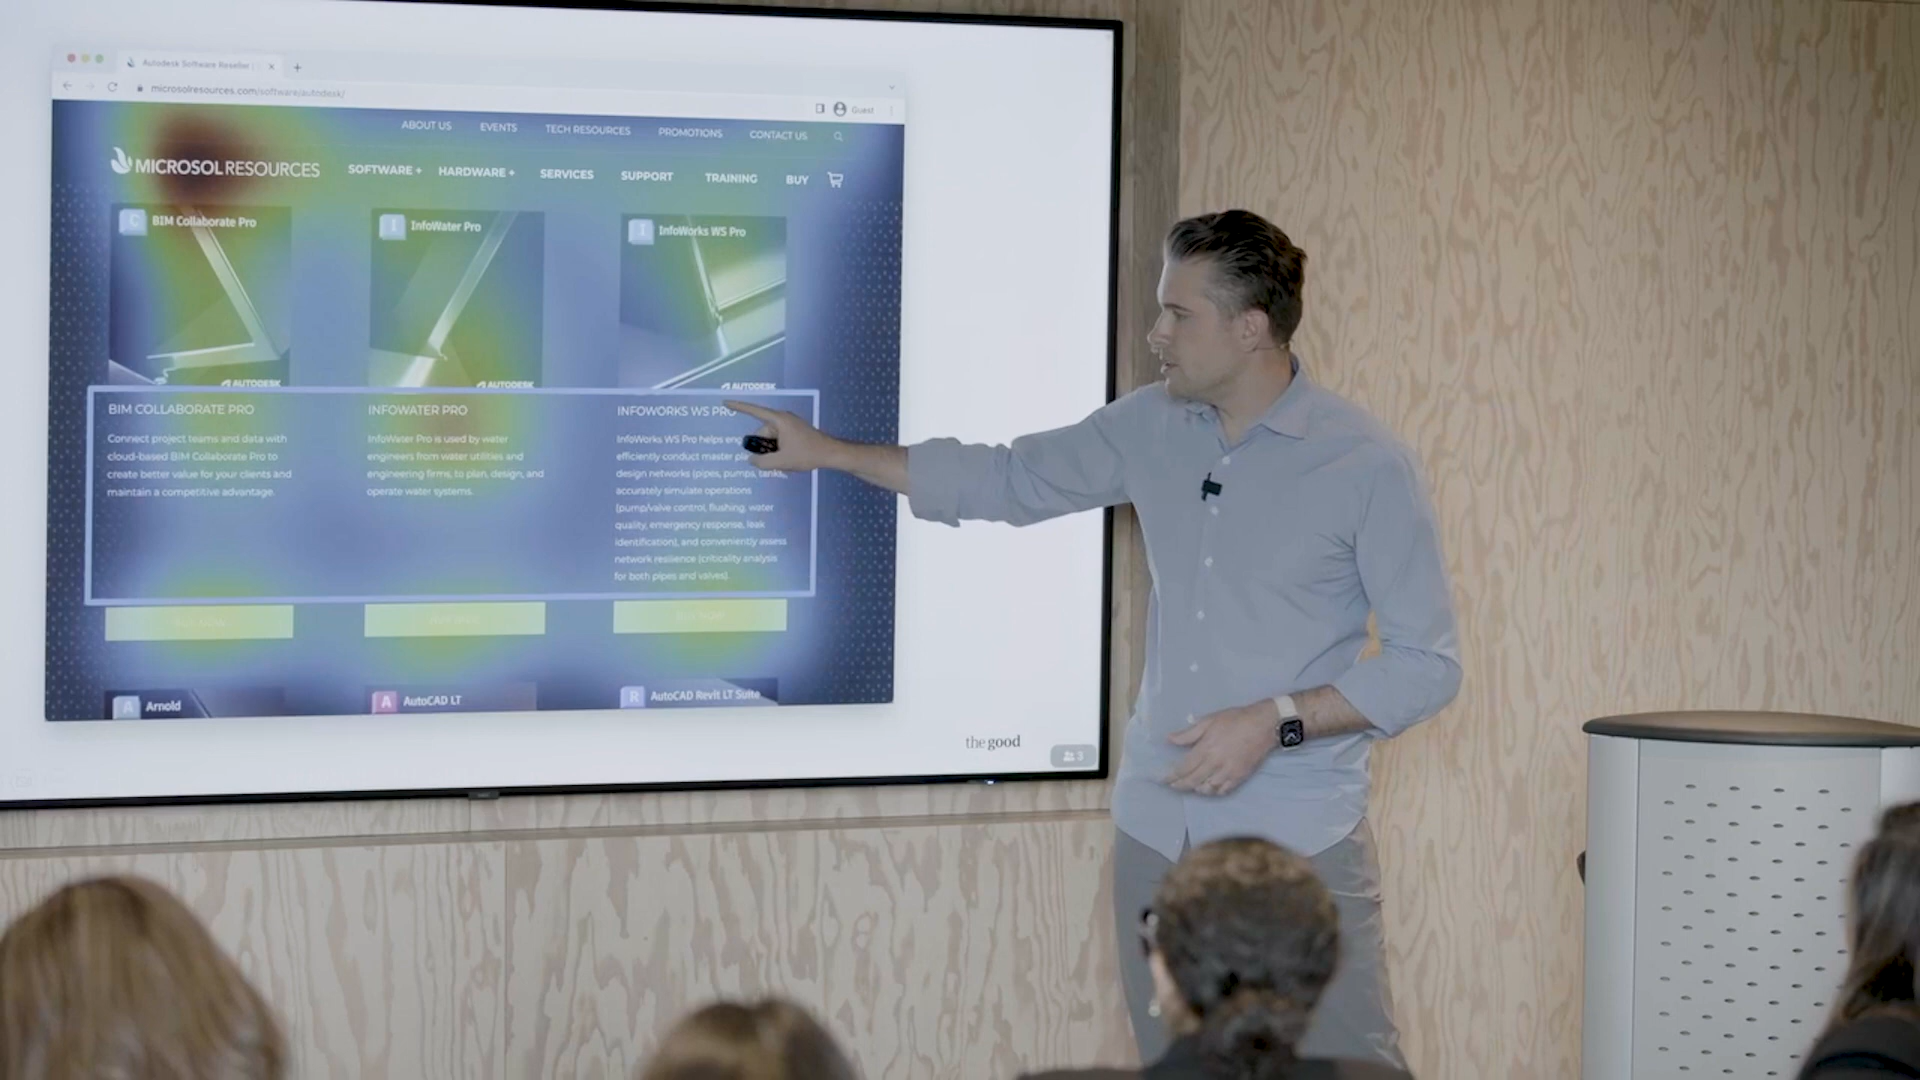 Autodesk Software Reseller |
microsolresources.com/software/autodesk/
Guest
ABOUT US EVENTS TECH RESOURCES PROMOTIONS CONTACT US
MICROSOL RESOURCES
SOFTWARE + HARDWARE + SERVICES SUPPORT TRAINING BUY
C BIM Collaborate Pro
I InfoWater Pro
I InfoWorks WS Pro
AUTODESK
AUTODESK
AUTODESK
BIM COLLABORATE PRO
Connect project teams and data with
cloud-based BIM Collaborate Pro to
create better value for your clients and
maintain a competitive advantage.
INFOWATER PRO
InfoWater Pro is used by water
engineers from water utilities and
engineering firms, to plan, design, and
operate water systems.
INFOWORKS WS PRO
InfoWorks WS Pro helps
efficiently conduct master
design networks (pipes, pumps, tanks,
accurately simulate operations
(pump/valve control, flushing, water
quality, emergency response, leak
identification), and conveniently assess
network resilience (criticality analysis
for both pipes and valves).
A Arnold
A AutoCAD LT
R AutoCAD Revit LT Suite
the good
3